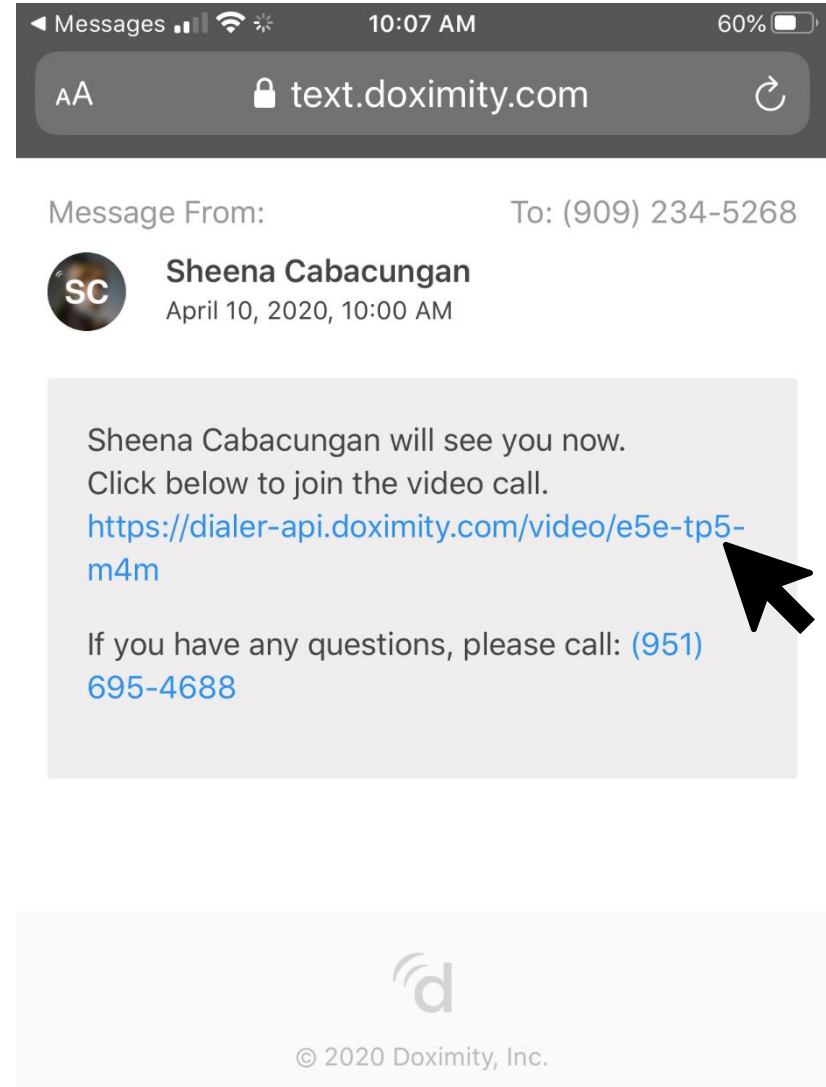 ◀ Messages 10:07 AM 60%
AA text.doximity.com
Message From: To: (909) 234-5268
SC Sheena Cabacungan
April 10, 2020, 10:00 AM
Sheena Cabacungan will see you now.
Click below to join the video call.
https://dialer-api.doximity.com/video/e5e-tp5-
m4m
If you have any questions, please call: (951)
695-4688
d
© 2020 Doximity, Inc.